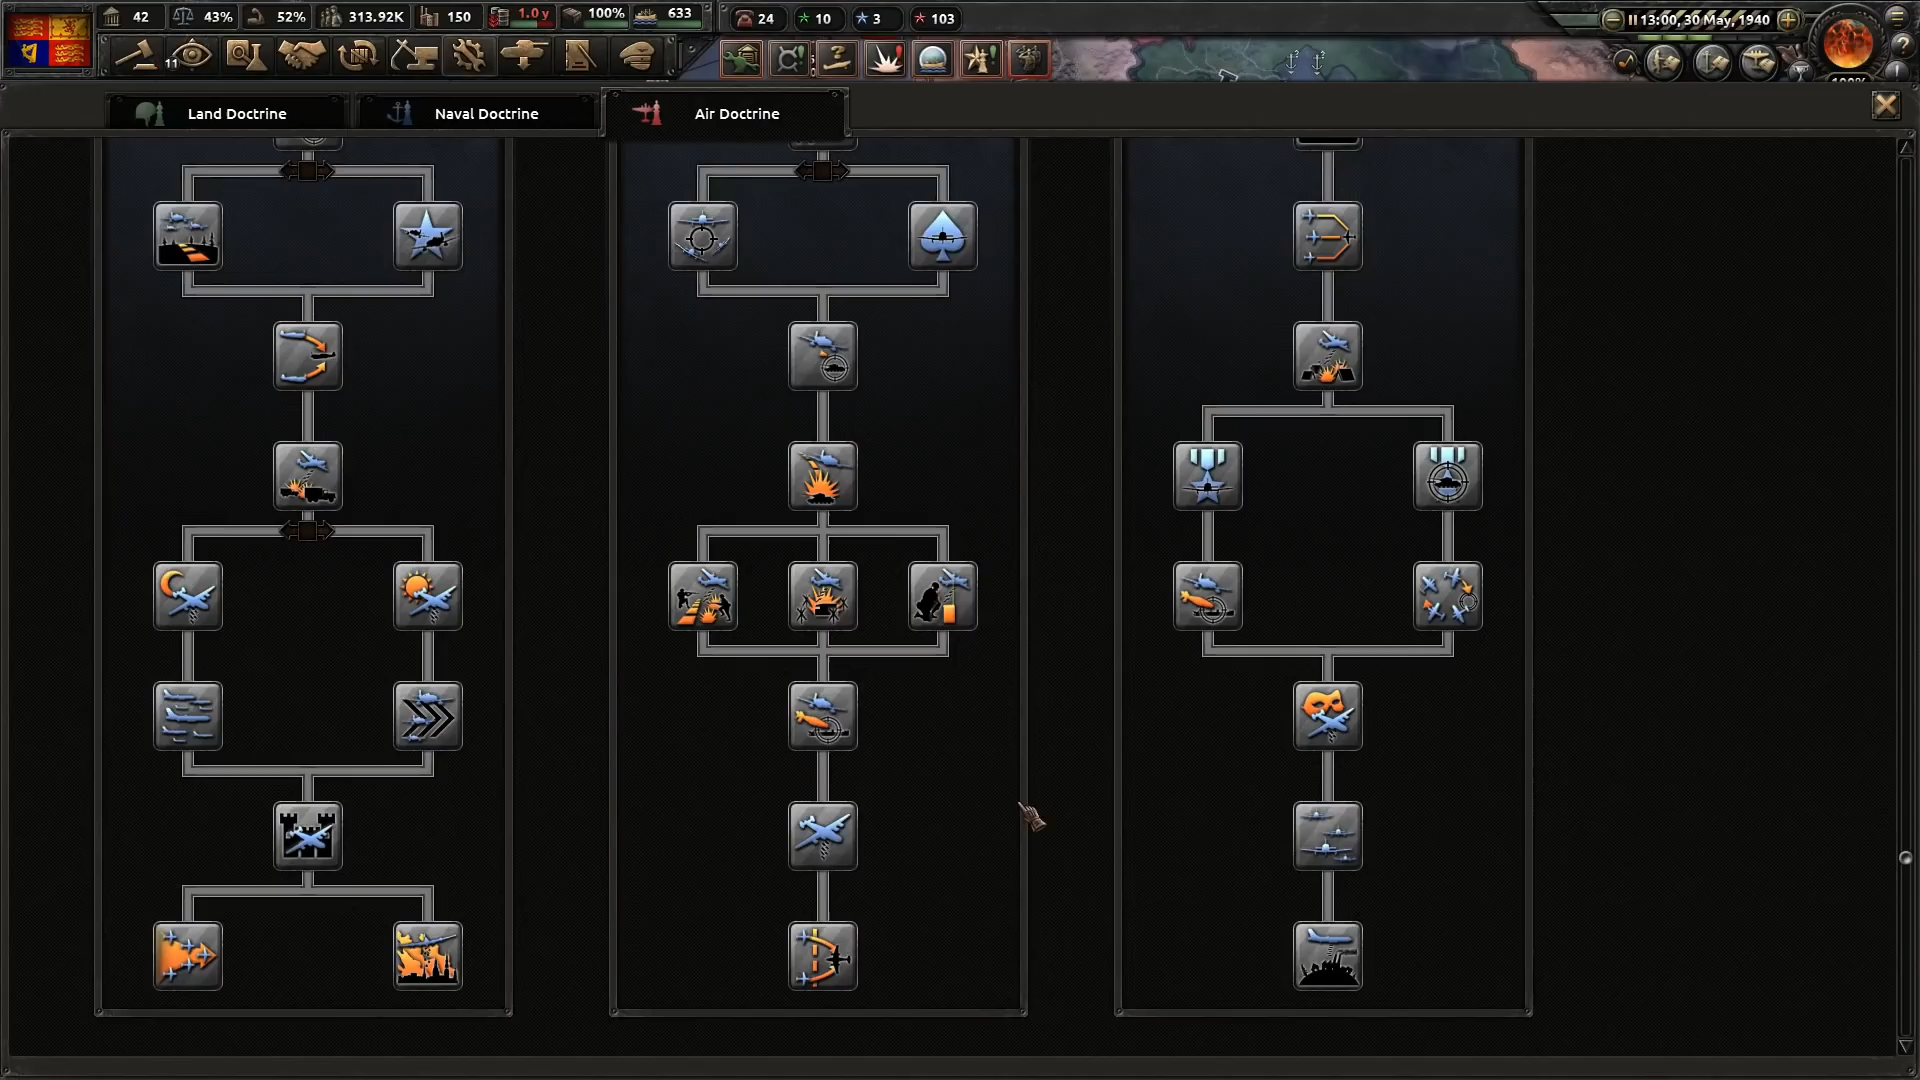 42 43% 52% 313.92K 150 1.0 y 100% 633 24 10 3 103 13:00, 30 May, 1940
11
Land Doctrine Naval Doctrine Air Doctrine